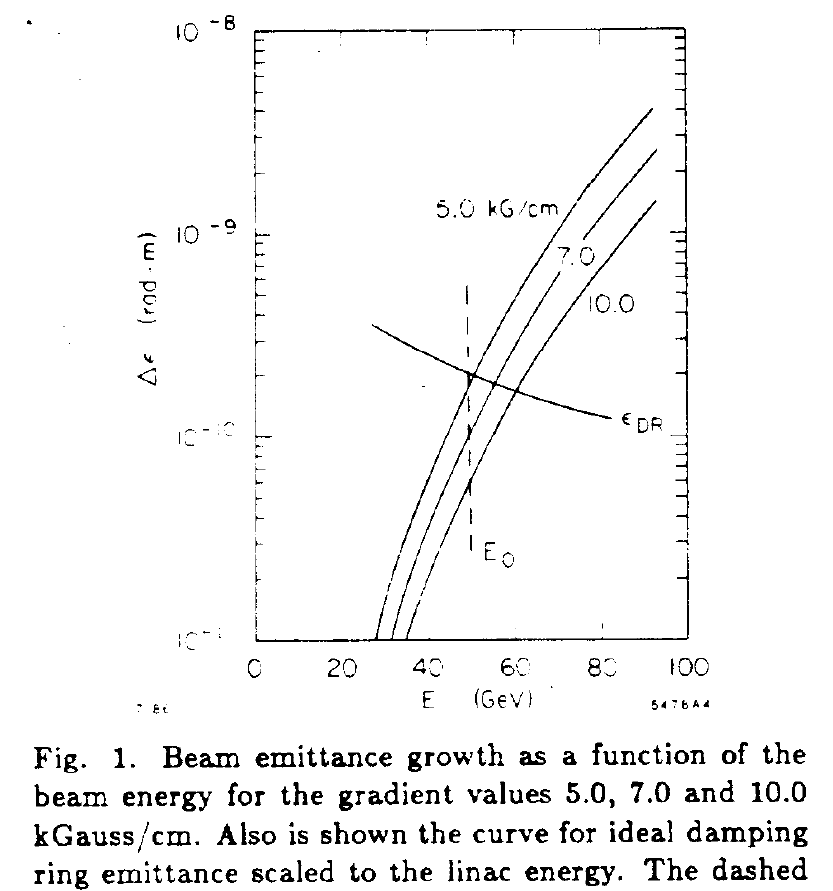 10⁻⁸
5.0 kG/cm
10⁻⁹
7.0
10.0
Δε (rad·m)
ε DR
E₀
0 20 40 60 80 100
E (GeV)
5476A4
Fig. 1. Beam emittance growth as a function of the
beam energy for the gradient values 5.0, 7.0 and 10.0
kGauss/cm. Also is shown the curve for ideal damping
ring emittance scaled to the linac energy. The dashed